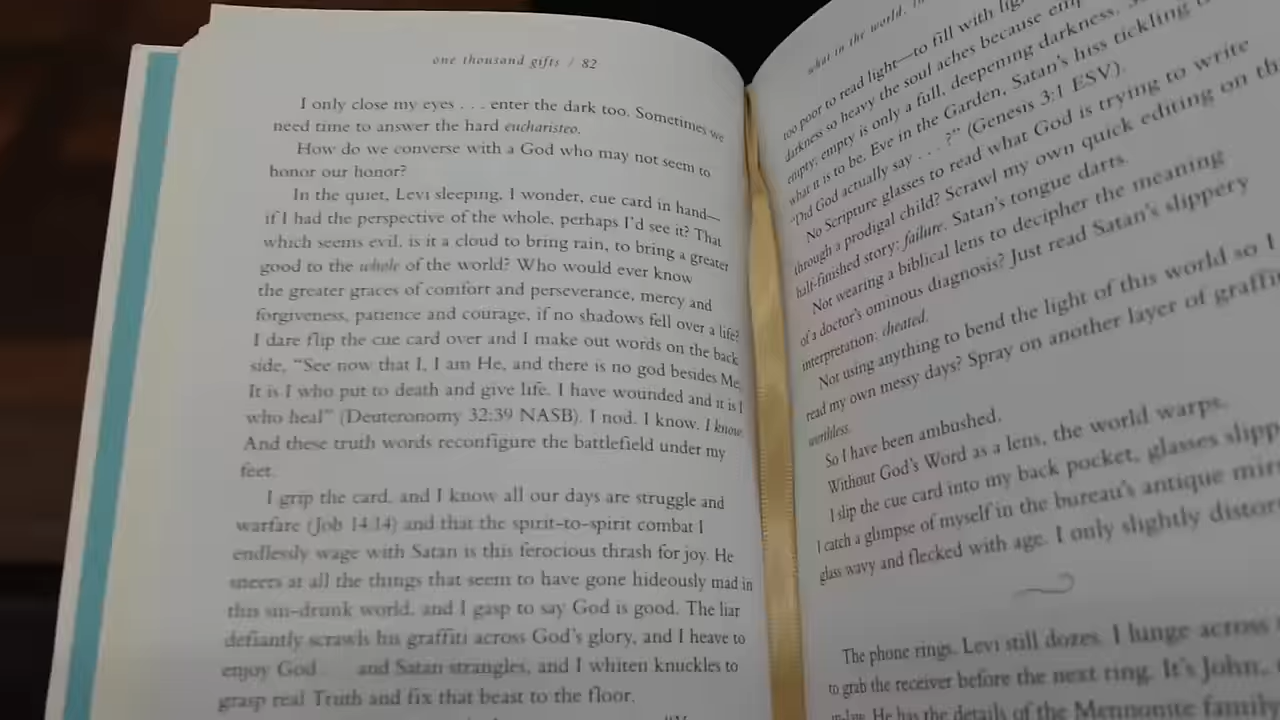 one thousand gifts / 82
I only close my eyes . . . enter the dark too. Sometimes we
need time to answer the hard eucharisteo.
How do we converse with a God who may not seem to
honor our honor?
In the quiet, Levi sleeping, I wonder, cue card in hand—
if I had the perspective of the whole, perhaps I'd see it? That
which seems evil, is it a cloud to bring rain, to bring a greater
good to the whole of the world? Who would ever know
the greater graces of comfort and perseverance, mercy and
forgiveness, patience and courage, if no shadows fell over a life?
I dare flip the cue card over and I make out words on the back
side, "See now that I, I am He, and there is no god besides Me.
It is I who put to death and give life. I have wounded and it is I
who heal" (Deuteronomy 32:39 NASB). I nod. I know. I know.
And these truth words reconfigure the battlefield under my
feet.
I grip the card, and I know all our days are struggle and
warfare (Job 14:14) and that the spirit-to-spirit combat I
endlessly wage with Satan is this ferocious thrash for joy. He
sneers at all the things that seem to have gone hideously mad in
this sin-drunk world, and I gasp to say God is good. The liar
defiantly scrawls his graffiti across God's glory, and I heave to
enjoy God . . . and Satan strangles, and I whiten knuckles to
grasp real Truth and fix that beast to the floor.
what in the world, in
too poor to read light—to fill with
darkness so heavy the soul aches because
empty; empty is only a full, deepening darkness.
what it is to be. Eve in the Garden, Satan's hiss tickling
"Did God actually say . . . ?" (Genesis 3:1 ESV).
No Scripture glasses to read what God is trying to write
through a prodigal child? Scrawl my own quick editing on
half-finished story: failure. Satan's tongue darts.
Not wearing a biblical lens to decipher the meaning
of a doctor's ominous diagnosis? Just read Satan's slippery
interpretation: cheated.
Not using anything to bend the light of this world so I
read my own messy days? Spray on another layer of
worthless.
So I have been ambushed.
Without God's Word as a lens, the world warps.
I slip the cue card into my back pocket, glasses
I catch a glimpse of myself in the bureau's antique
glass wavy and flecked with age. I only slightly
The phone rings. Levi still dozes. I lunge across
to grab the receiver before the next ring. It's John,
He has the details of the Mennonite family